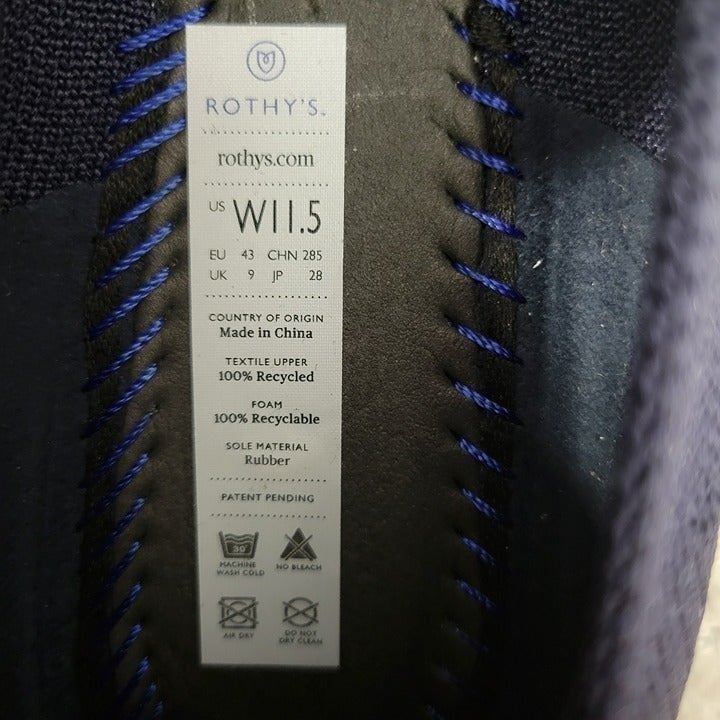 ROTHY'S
rothys.com
US W11.5
EU 43 CHN 285
UK 9 JP 28
COUNTRY OF ORIGIN
Made in China
TEXTILE UPPER
100% Recycled
FOAM
100% Recyclable
SOLE MATERIAL
Rubber
PATENT PENDING
30°
MACHINE WASH COLD
NO BLEACH
AIR DRY
DO NOT DRY CLEAN